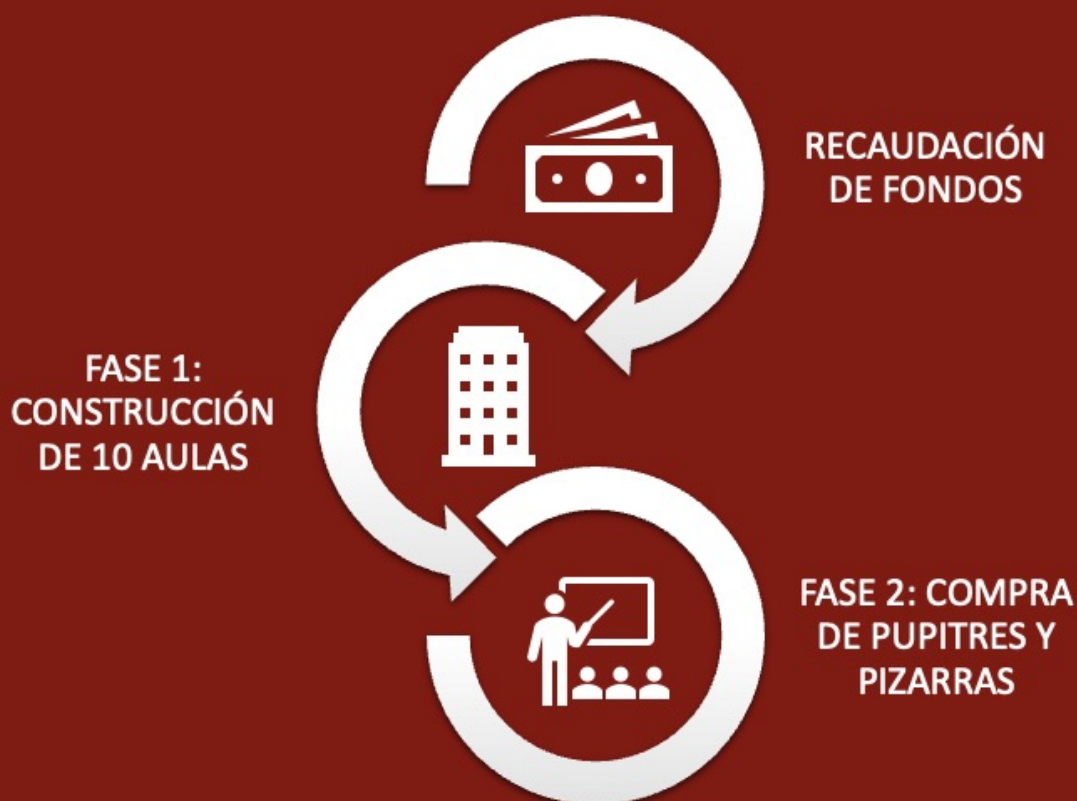 RECAUDACIÓN
DE FONDOS
FASE 1:
CONSTRUCCIÓN
DE 10 AULAS
FASE 2: COMPRA
DE PUPITRES Y
PIZARRAS